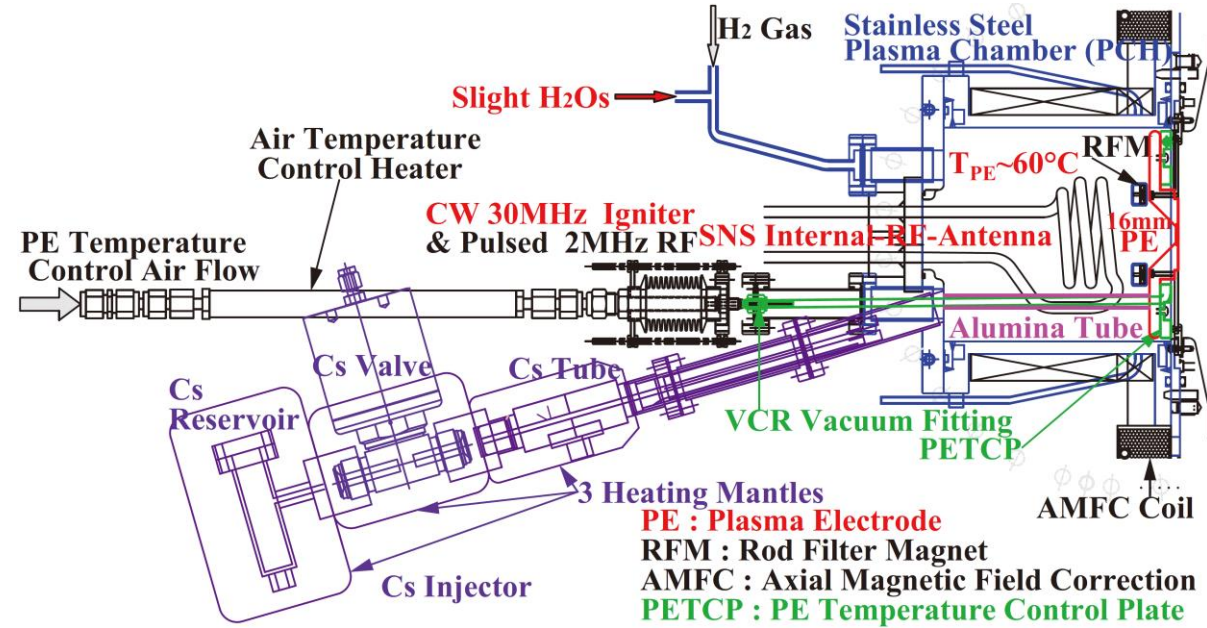 H2 Gas
Stainless Steel
Plasma Chamber (PCH)
Slight H2Os
Air Temperature
Control Heater
RFM
TPE~60°C
CW 30MHz Igniter
& Pulsed 2MHz RF
SNS Internal-RF-Antenna
16mm
PE
PE Temperature
Control Air Flow
Alumina Tube
Cs Valve
Cs Tube
Cs
Reservoir
VCR Vacuum Fitting
PETCP
3 Heating Mantles
AMFC Coil
PE : Plasma Electrode
RFM : Rod Filter Magnet
Cs Injector
AMFC : Axial Magnetic Field Correction
PETCP : PE Temperature Control Plate